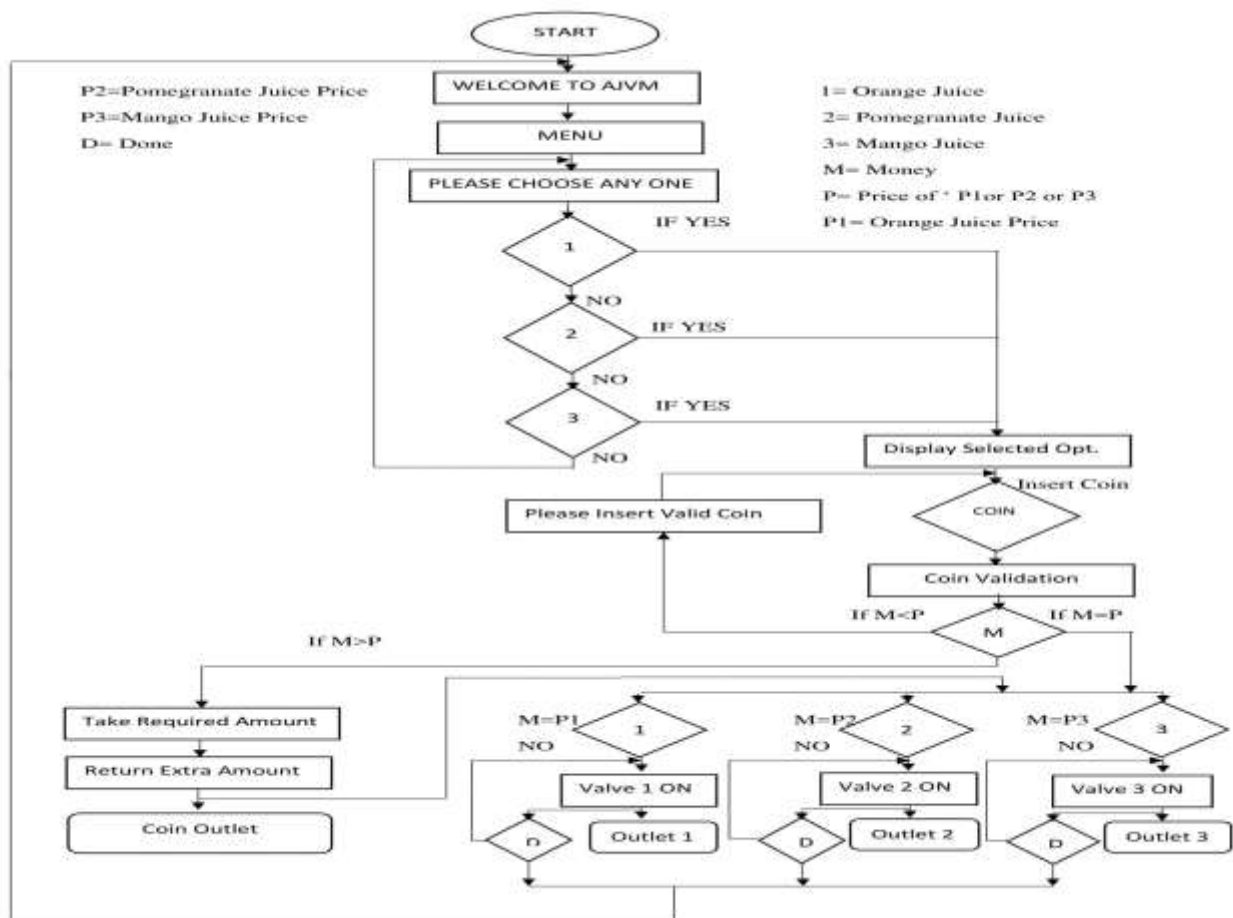 START
WELCOME TO AJVM
P2=Pomegranate Juice Price
P3=Mango Juice Price
D= Done
1= Orange Juice
2= Pomegranate Juice
3= Mango Juice
M= Money
P= Price of ' P1or P2 or P3
P1= Orange Juice Price
MENU
PLEASE CHOOSE ANY ONE
IF YES
1
NO
IF YES
2
NO
IF YES
3
NO
Display Selected Opt.
Insert Coin
Please Insert Valid Coin
COIN
Coin Validation
If M<P
If M=P
M
If M>P
Take Required Amount
Return Extra Amount
Coin Outlet
M=P1
1
NO
M=P2
2
NO
M=P3
3
NO
Valve 1 ON
Valve 2 ON
Valve 3 ON
D
Outlet 1
D
Outlet 2
D
Outlet 3